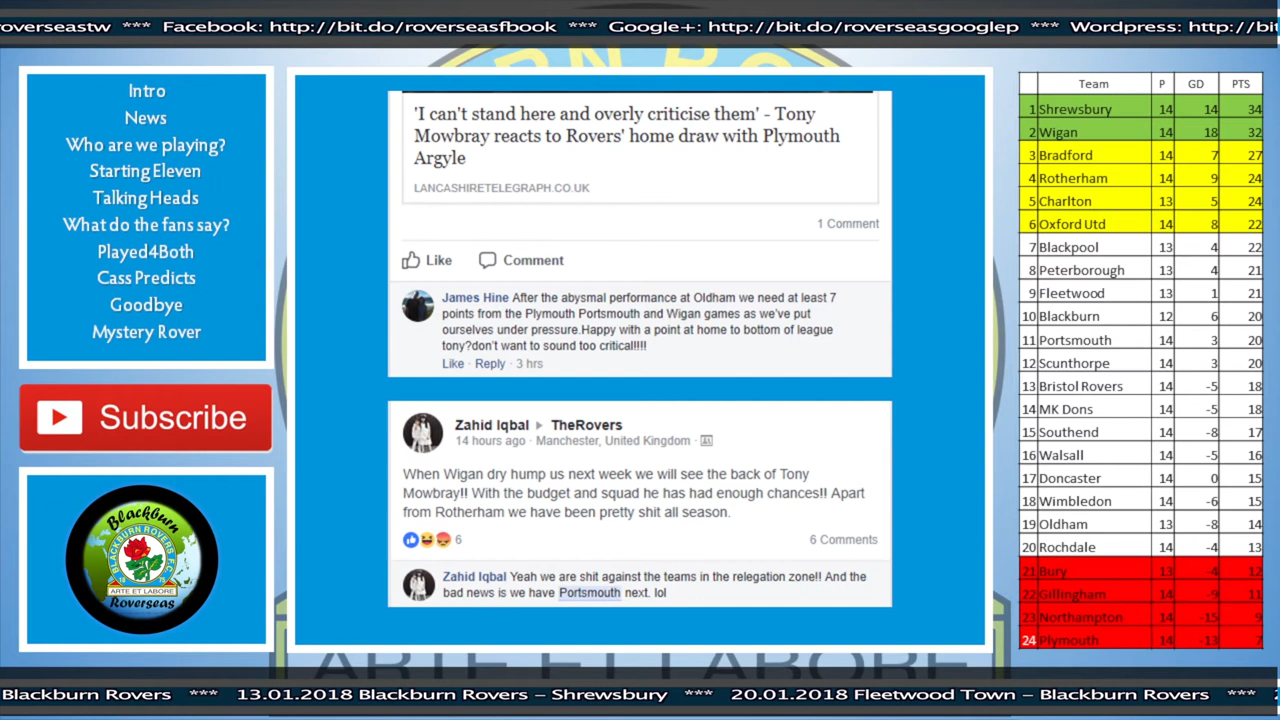 overseastw *** Facebook: http://bit.do/roverseasfbook *** Google+: http://bit.do/roverseasgooglep *** Wordpress: http://bi
Intro
News
Who are we playing?
Starting Eleven
Talking Heads
What do the fans say?
Played4Both
Cass Predicts
Goodbye
Mystery Rover
Subscribe
Blackburn
BLACKBURN ROVERS F.C.
18 75
ARTE ET LABORE
Roverseas
'I can't stand here and overly criticise them' - Tony
Mowbray reacts to Rovers' home draw with Plymouth
Argyle
LANCASHIRETELEGRAPH.CO.UK
1 Comment
Like Comment
James Hine After the abysmal performance at Oldham we need at least 7
points from the Plymouth Portsmouth and Wigan games as we've put
ourselves under pressure.Happy with a point at home to bottom of league
tony?don't want to sound too critical!!!!
Like · Reply · 3 hrs
Zahid Iqbal ▸ TheRovers
14 hours ago · Manchester, United Kingdom ·
When Wigan dry hump us next week we will see the back of Tony
Mowbray!! With the budget and squad he has had enough chances!! Apart
from Rotherham we have been pretty shit all season.
6 6 Comments
Zahid Iqbal Yeah we are shit against the teams in the relegation zone!! And the
bad news is we have Portsmouth next. lol
Team P GD PTS
1 Shrewsbury 14 14 34
2 Wigan 14 18 32
3 Bradford 14 7 27
4 Rotherham 14 9 24
5 Charlton 13 5 24
6 Oxford Utd 14 8 22
7 Blackpool 13 4 22
8 Peterborough 13 4 21
9 Fleetwood 13 1 21
10 Blackburn 12 6 20
11 Portsmouth 14 3 20
12 Scunthorpe 14 3 20
13 Bristol Rovers 14 -5 18
14 MK Dons 14 -5 18
15 Southend 14 -8 17
16 Walsall 14 -5 16
17 Doncaster 14 0 15
18 Wimbledon 14 -6 15
19 Oldham 13 -8 14
20 Rochdale 14 -4 13
21 Bury 13 -4 12
22 Gillingham 14 -9 11
23 Northampton 14 -15 9
24 Plymouth 14 -13 7
ARTE ET LABORE
Blackburn Rovers *** 13.01.2018 Blackburn Rovers – Shrewsbury *** 20.01.2018 Fleetwood Town – Blackburn Rovers ***